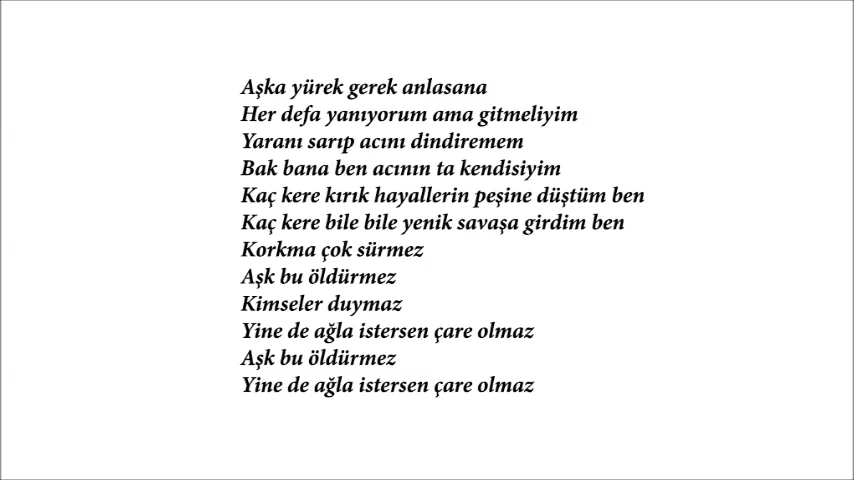 Aşka yürek gerek anlasana
Her defa yanıyorum ama gitmeliyim
Yaranı sarıp acını dindiremem
Bak bana ben acının ta kendisiyim
Kaç kere kırık hayallerin peşine düştüm ben
Kaç kere bile bile yenik savaşa girdim ben
Korkma çok sürmez
Aşk bu öldürmez
Kimseler duymaz
Yine de ağla istersen çare olmaz
Aşk bu öldürmez
Yine de ağla istersen çare olmaz